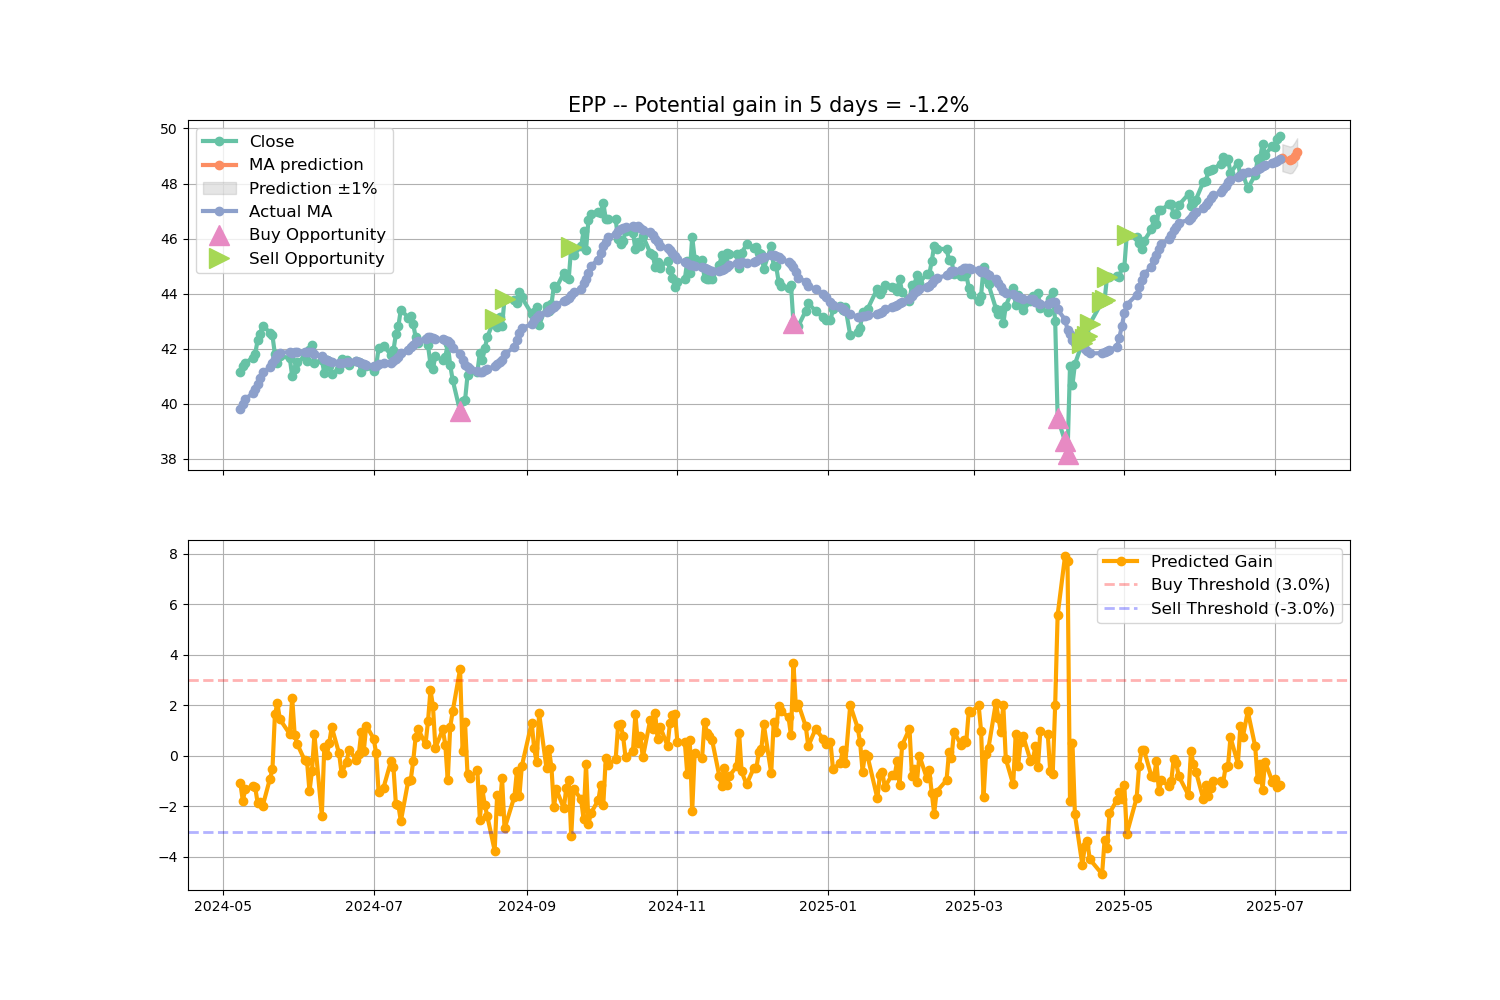 EPP -- Potential gain in 5 days = -1.2%
50
48
46
44
42
40
38
Close
MA prediction
Prediction ±1%
Actual MA
Buy Opportunity
Sell Opportunity
8
6
4
2
0
−2
−4
Predicted Gain
Buy Threshold (3.0%)
Sell Threshold (-3.0%)
2024-05
2024-07
2024-09
2024-11
2025-01
2025-03
2025-05
2025-07